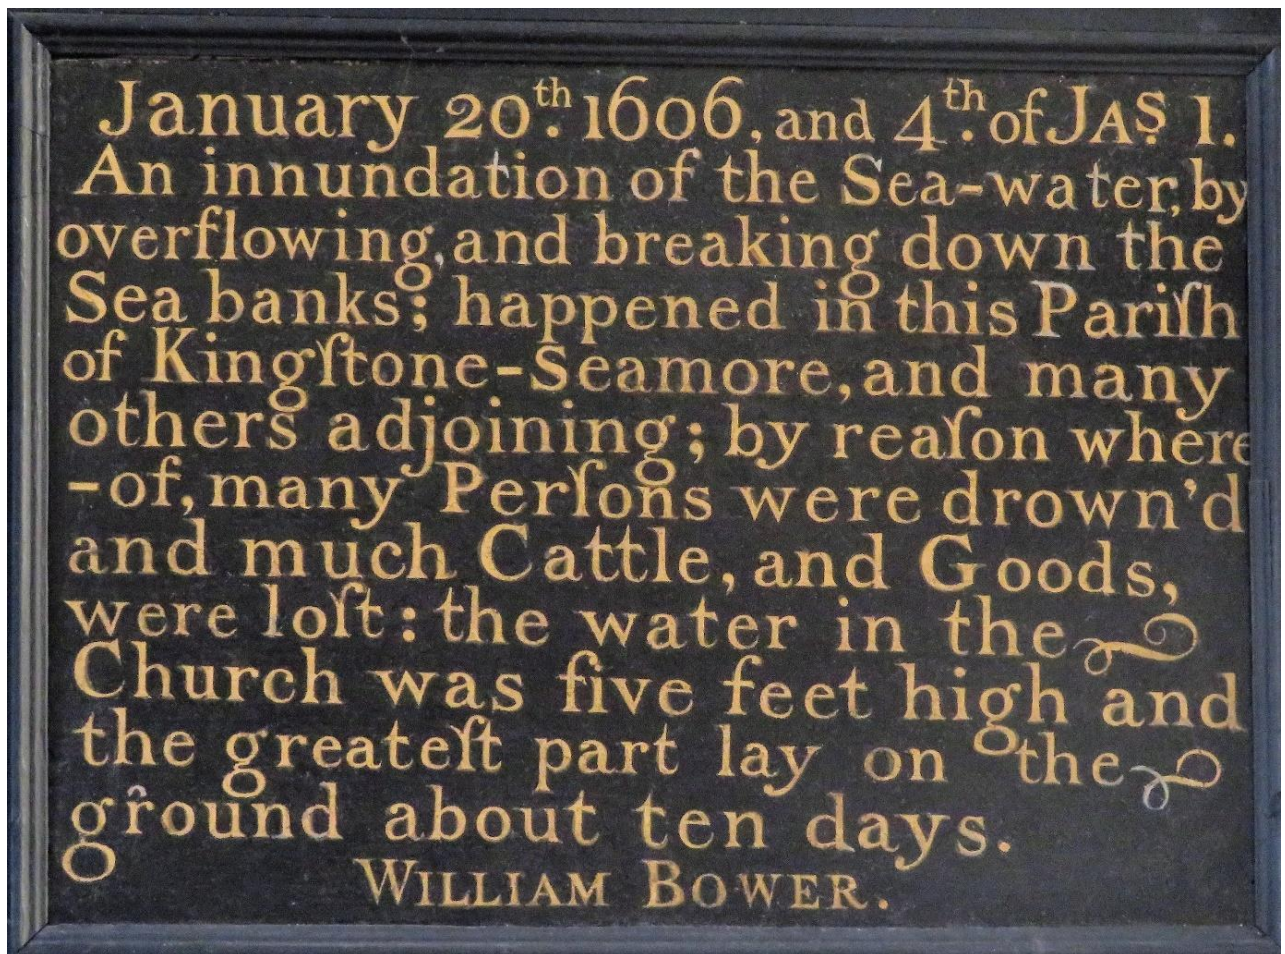 January 20th. 1606, and 4th. of JAS. I.
An innundation of the Sea-water, by
overflowing, and breaking down the
Sea banks; happened in this Pariſh
of Kingſtone-Seamore, and many
others adjoining; by reaſon where
-of, many Perſons were drown'd
and much Cattle, and Goods,
were loſt: the water in the
Church was five feet high and
the greateſt part lay on the
ground about ten days.
WILLIAM BOWER.